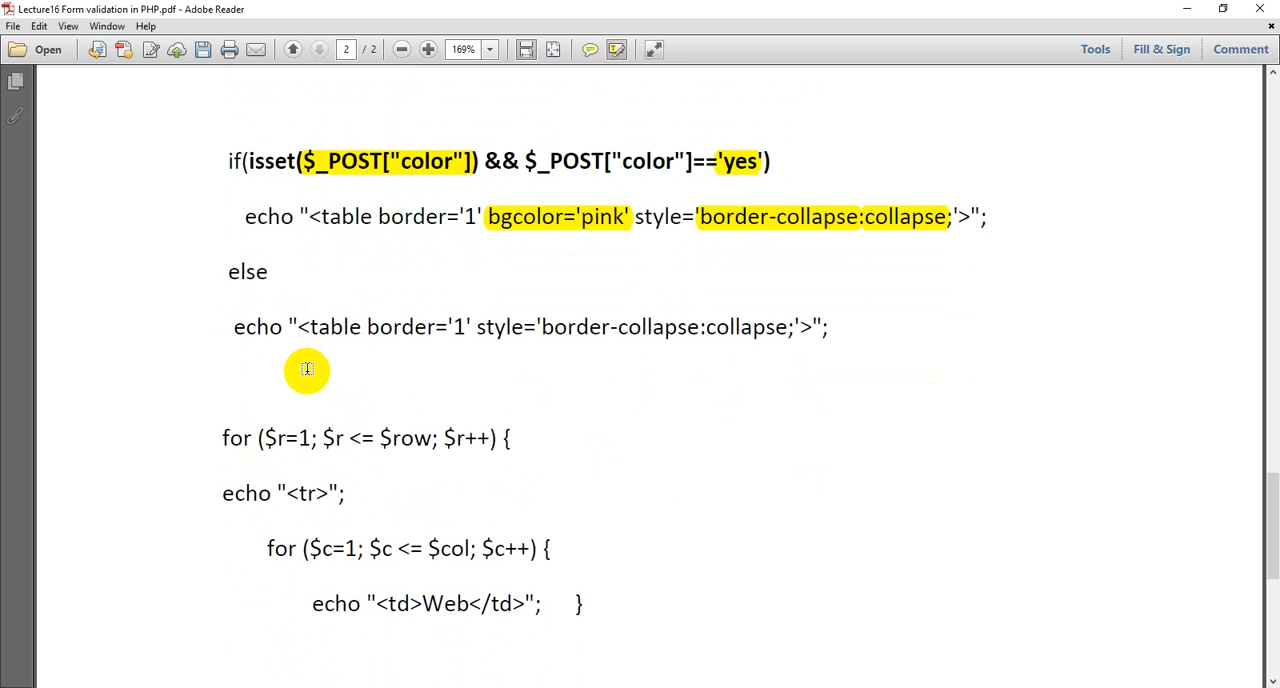 Lecture16 Form validation in PHP.pdf - Adobe Reader
File Edit View Window Help
Open 2 / 2 169% Tools Fill & Sign Comment
if(isset($_POST["color"]) && $_POST["color"]=='yes')
echo "<table border='1' bgcolor='pink' style='border-collapse:collapse;'>";
else
echo "<table border='1' style='border-collapse:collapse;'>";
for ($r=1; $r <= $row; $r++) {
echo "<tr>";
for ($c=1; $c <= $col; $c++) {
echo "<td>Web</td>"; }